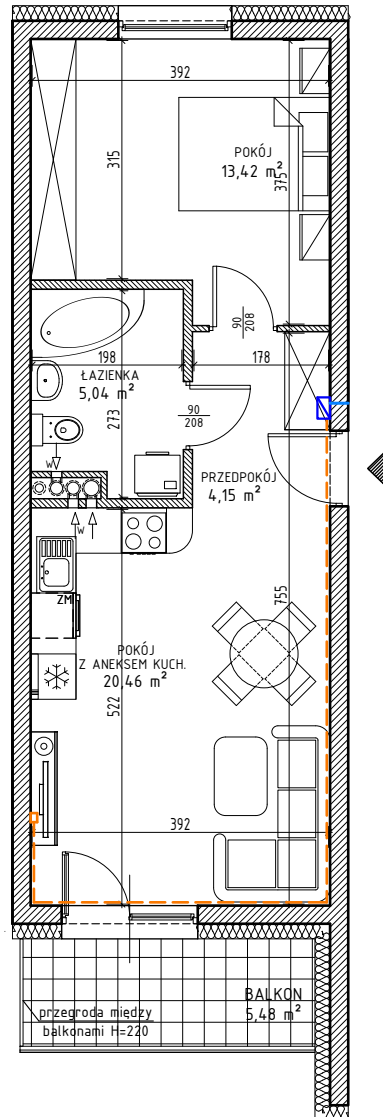 392
315
375
POKÓJ
13,42 m²
90
208
198
178
ŁAZIENKA
5,04 m²
273
90
208
W
PRZEDPOKÓJ
4,15 m²
W
ZM
755
POKÓJ
Z ANEKSEM KUCH.
20,46 m²
522
392
BALKON
5,48 m²
przegroda między
balkonami H=220